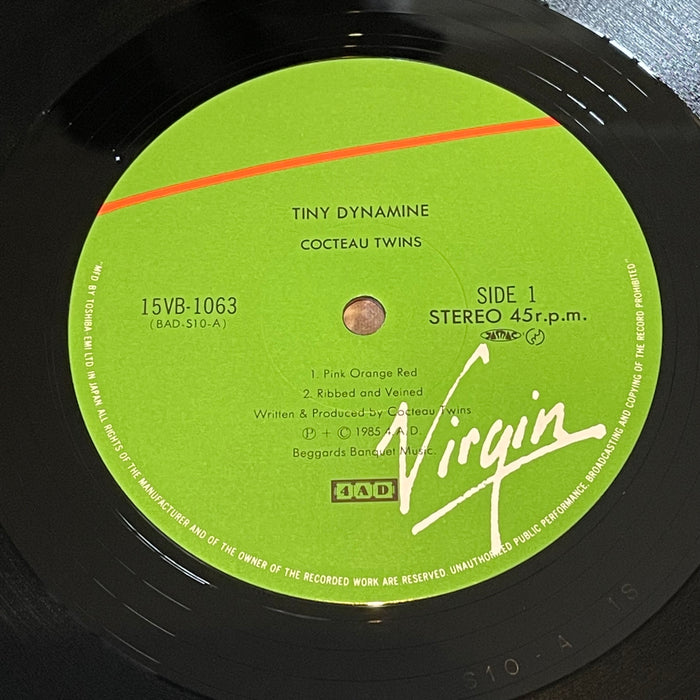 TINY DYNAMINE
COCTEAU TWINS
15VB-1063
(BAD-S10-A)
SIDE 1
STEREO 45r.p.m.
JASRAC
1. Pink Orange Red
2. Ribbed and Veined
Written & Produced by Cocteau Twins
℗ + © 1985 4.A.D.
Beggards Banquet Music.
4AD
Virgin
"MFD BY TOSHIBA-EMI LTD IN JAPAN ALL RIGHTS OF THE MANUFACTURER AND OF THE OWNER OF THE RECORDED WORK ARE RESERVED. UNAUTHORIZED PUBLIC PERFORMANCE, BROADCASTING AND COPYING OF THE RECORD PROHIBITED"
S10 - A 1S